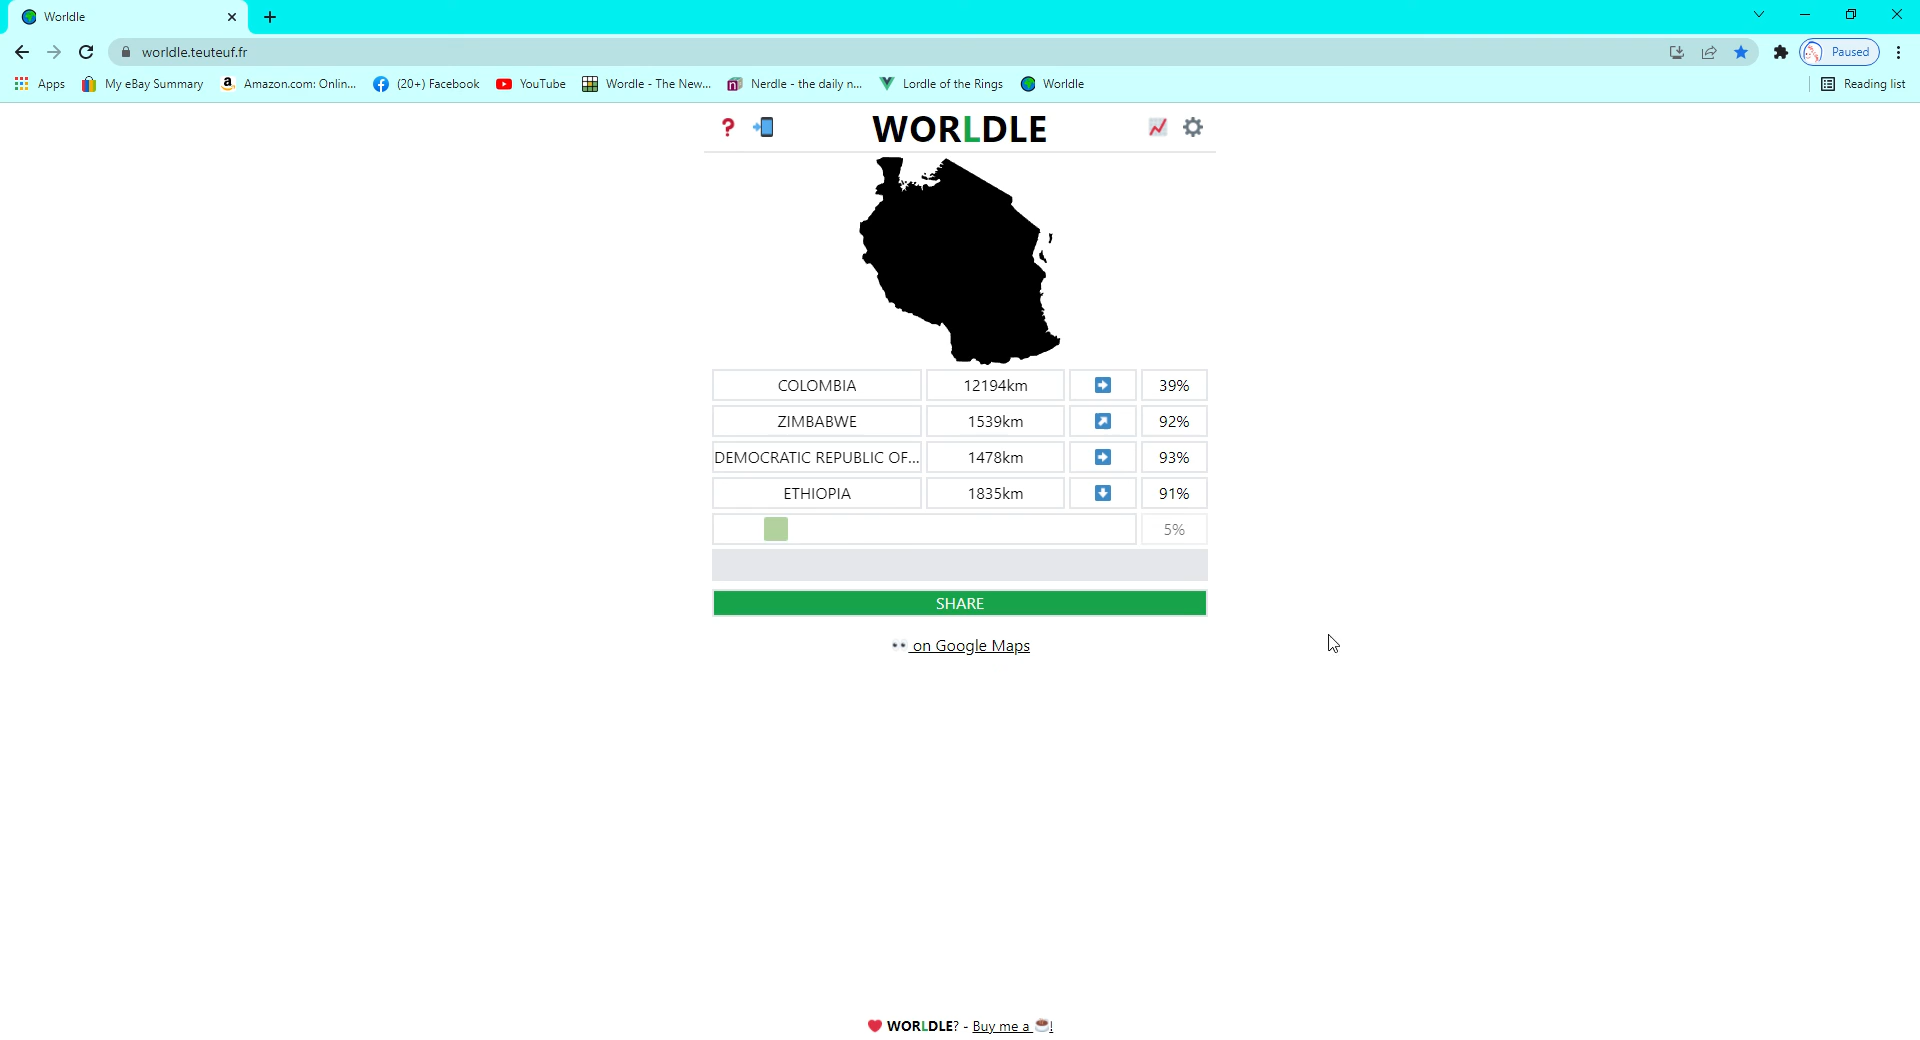 Worldle
worldle.teuteuf.fr
Paused
Apps My eBay Summary Amazon.com: Onlin... (20+) Facebook YouTube Wordle - The New... Nerdle - the daily n... Lordle of the Rings Worldle Reading list
WORLDLE
COLOMBIA 12194km 39%
ZIMBABWE 1539km 92%
DEMOCRATIC REPUBLIC OF... 1478km 93%
ETHIOPIA 1835km 91%
5%
SHARE
on Google Maps
WORLDLE? - Buy me a !